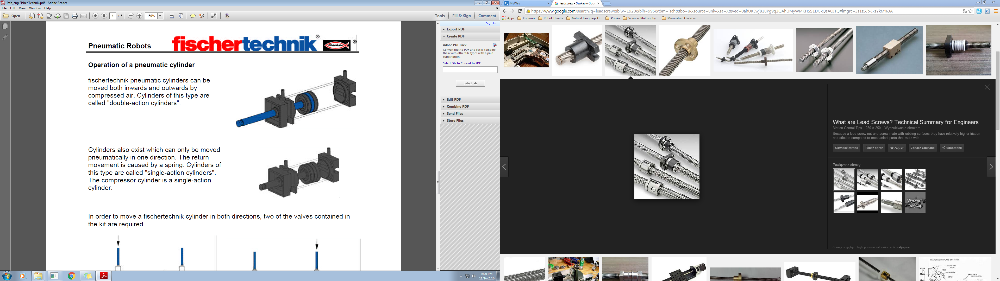 Info_eng Fisher Technik.pdf - Adobe Reader
File Edit View Window Help
Open 4 / 5 150% Tools Fill & Sign Comment
Sign In
Export PDF
Create PDF
Adobe PDF Pack
Convert files to PDF and easily combine
them with other file types with a paid
subscription.
Select File to Convert to PDF:
Select File
Edit PDF
Combine PDF
Send Files
Store Files
Pneumatic Robots fischertechnik® fischer ®
Operation of a pneumatic cylinder
fischertechnik pneumatic cylinders can be
moved both inwards and outwards by
compressed air. Cylinders of this type are
called "double-action cylinders".
Cylinders also exist which can only be moved
pneumatically in one direction. The return
movement is caused by a spring. Cylinders of
this type are called "single-action cylinders".
The compressor cylinder is a single-action
cylinder.
In order to move a fischertechnik cylinder in both directions, two of the valves contained in
the kit are required.
6:20 PM
11/16/2016
MyWay
leadscrew - Szukaj w Goo
https://www.google.com/search?q=leadscrew&biw=1920&bih=995&tbm=isch&tbo=u&source=univ&sa=X&ved=0ahUKEwj81uPg9q3QAhUMyWMKHSS1DGkQsAQITQ#imgrc=3s1z6Jb-IksYkM%3A
Apps Kopernik Robot Theatre Natural Language O... Polska Science, Philosophy,... Memristor LOw Pow...
What are Lead Screws? Technical Summary for Engineers
Motion Control Tips - 250 × 250 - Wyszukiwanie obrazem
Because a lead screw nut and screw mate with rubbing surfaces they have relatively higher friction
and stiction compared to mechanical parts that mate with ...
Odwiedź stronę Pokaż obraz Zapisz Zobacz zapisane Udostępnij
Powiązane obrazy:
Wyświetl
więcej
Obrazy mogą być objęte prawami autorskimi. - Prześlij opinię
GEARBOX BACKPLATE 3/8" THICK